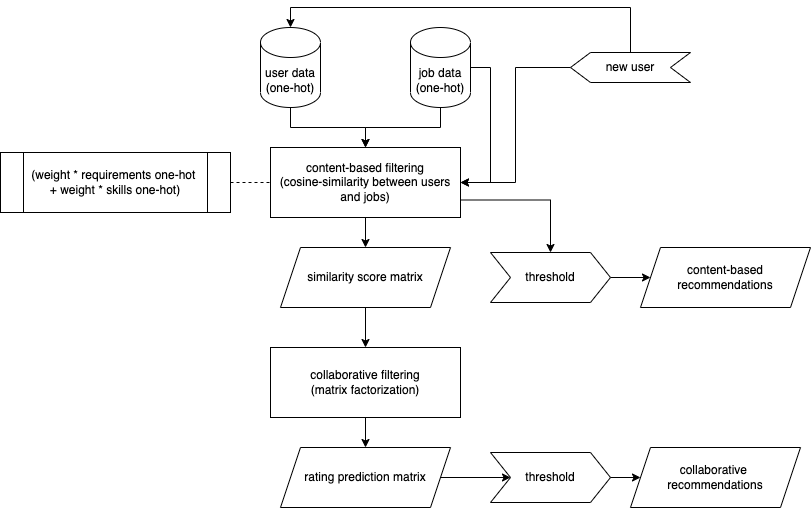 user data
(one-hot)
job data
(one-hot)
new user
(weight * requirements one-hot
+ weight * skills one-hot)
content-based filtering
(cosine-similarity between users
and jobs)
similarity score matrix
threshold
content-based
recommendations
collaborative filtering
(matrix factorization)
rating prediction matrix
threshold
collaborative
recommendations